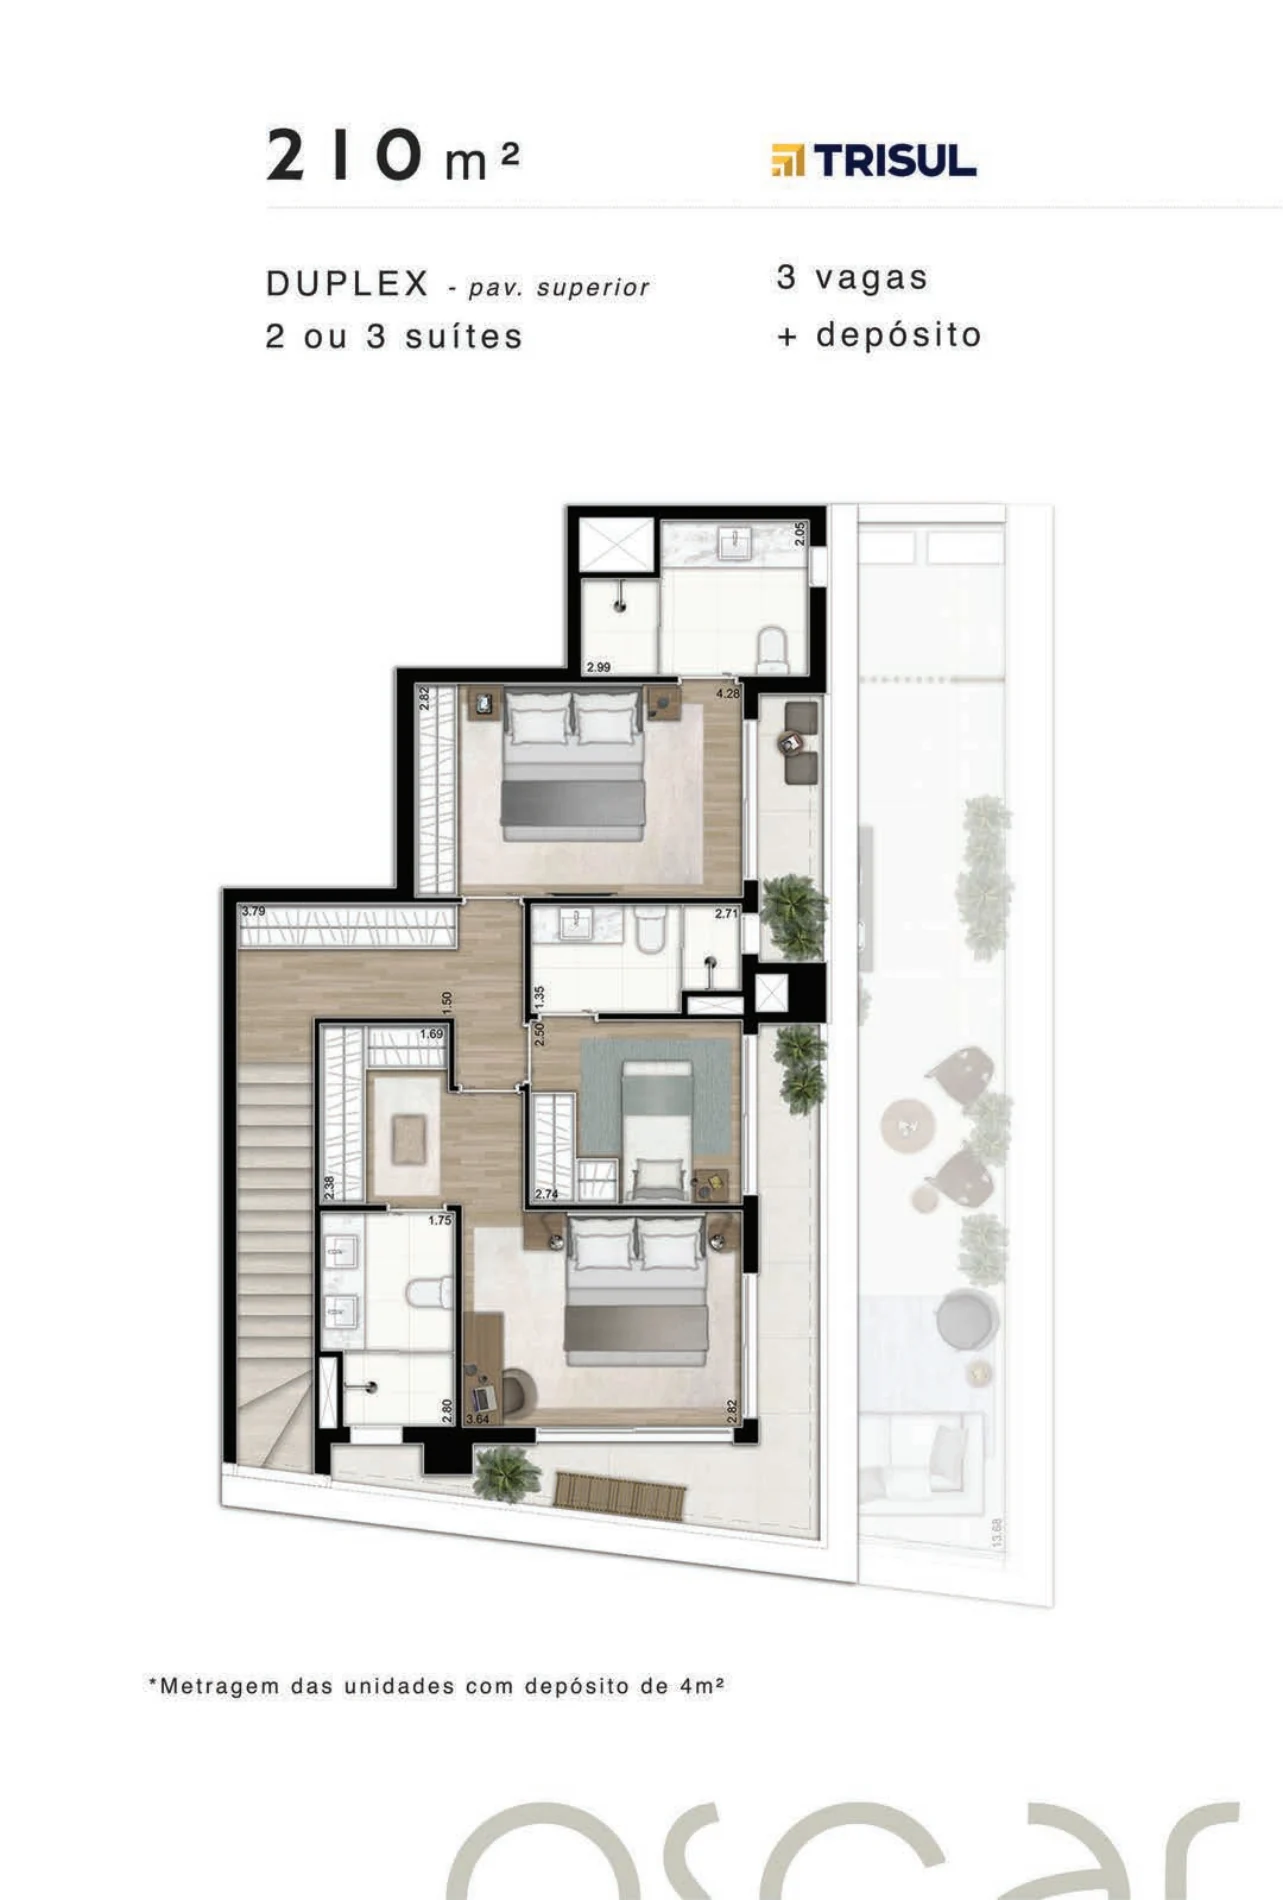 210 m²
TRISUL
DUPLEX - pav. superior
3 vagas
2 ou 3 suítes
+ depósito
2.05
2.99
2.82
4.28
3.79
2.71
1.35
1.50
2.50
1.69
2.38
2.74
1.75
2.80
3.64
2.82
13.68
*Metragem das unidades com depósito de 4m²
oscar